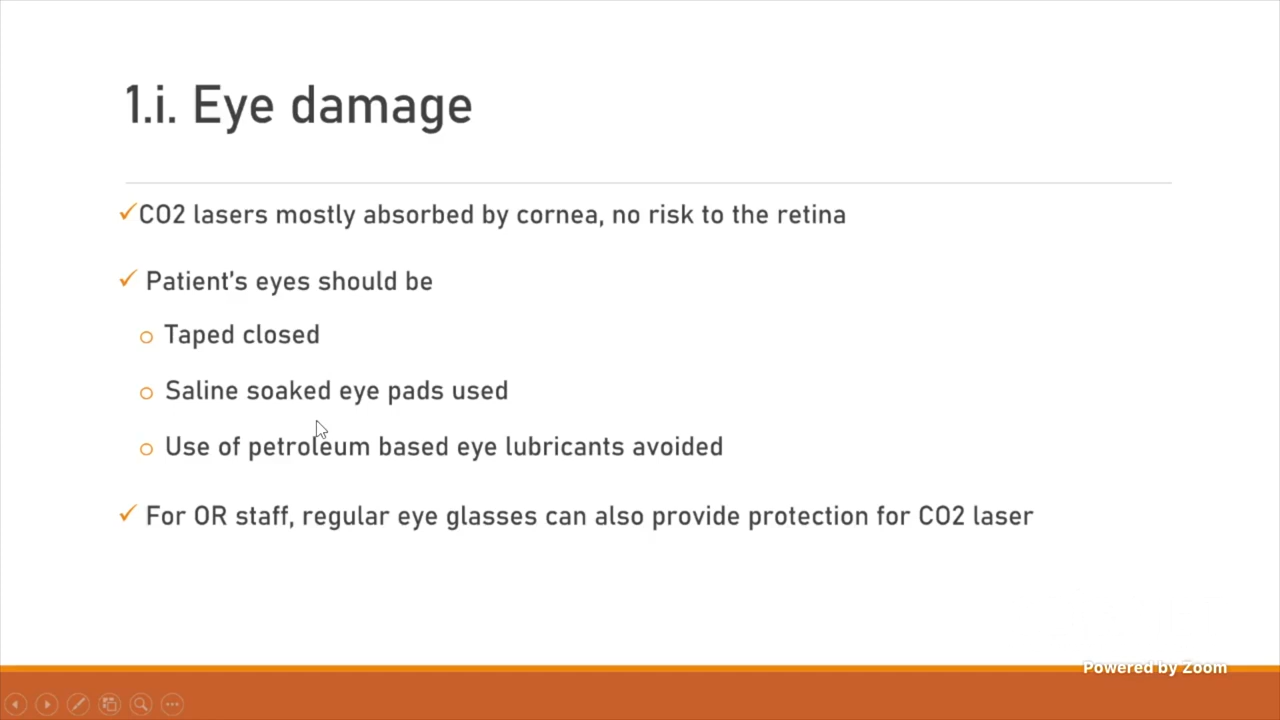 1.i. Eye damage
CO2 lasers mostly absorbed by cornea, no risk to the retina
Patient's eyes should be
Taped closed
Saline soaked eye pads used
Use of petroleum based eye lubricants avoided
For OR staff, regular eye glasses can also provide protection for CO2 laser
Powered by Zoom